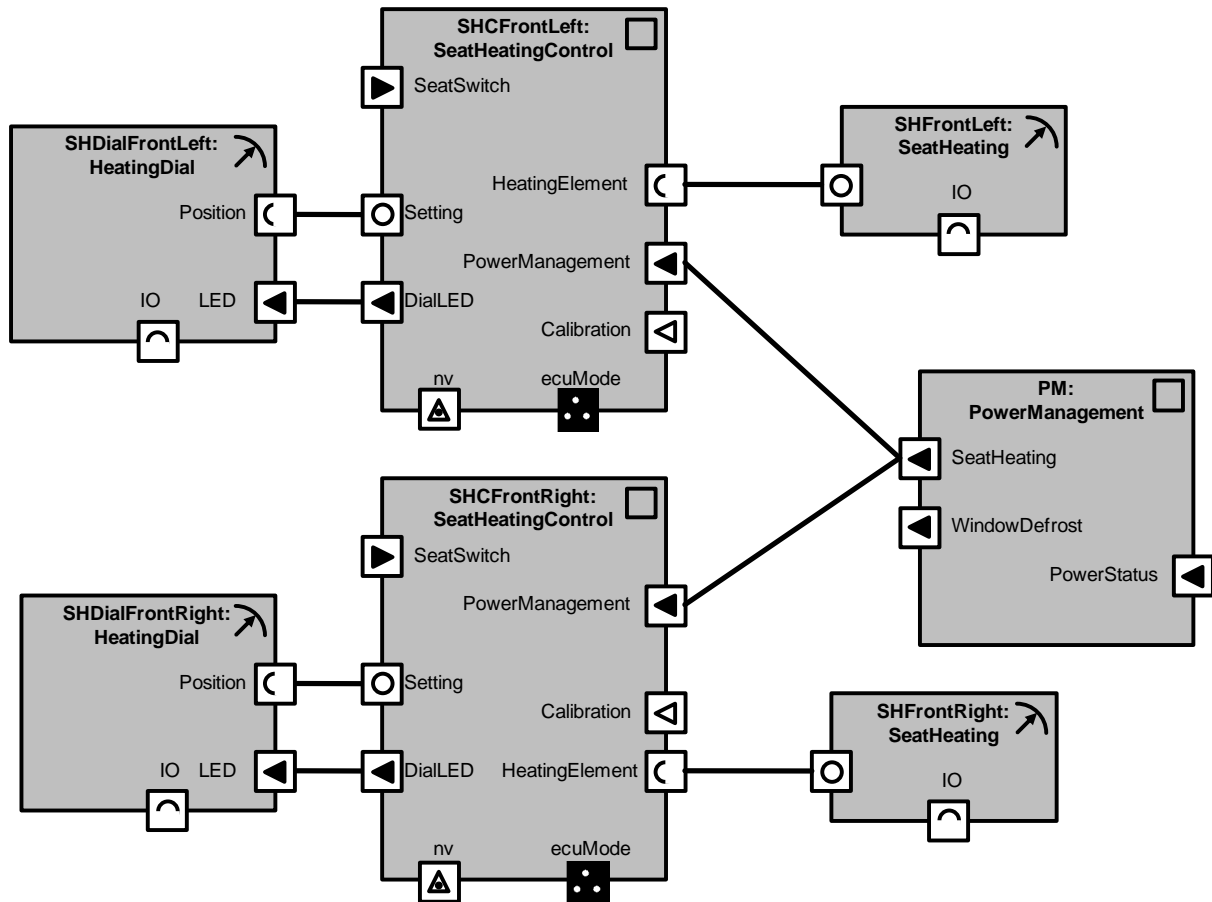 SHCFrontLeft:
SeatHeatingControl
SeatSwitch
HeatingElement
Setting
PowerManagement
DialLED
Calibration
nv
ecuMode
SHDialFrontLeft:
HeatingDial
Position
IO
LED
SHFrontLeft:
SeatHeating
IO
PM:
PowerManagement
SeatHeating
WindowDefrost
PowerStatus
SHCFrontRight:
SeatHeatingControl
SeatSwitch
PowerManagement
Setting
Calibration
DialLED
HeatingElement
nv
ecuMode
SHDialFrontRight:
HeatingDial
Position
IO
LED
SHFrontRight:
SeatHeating
IO